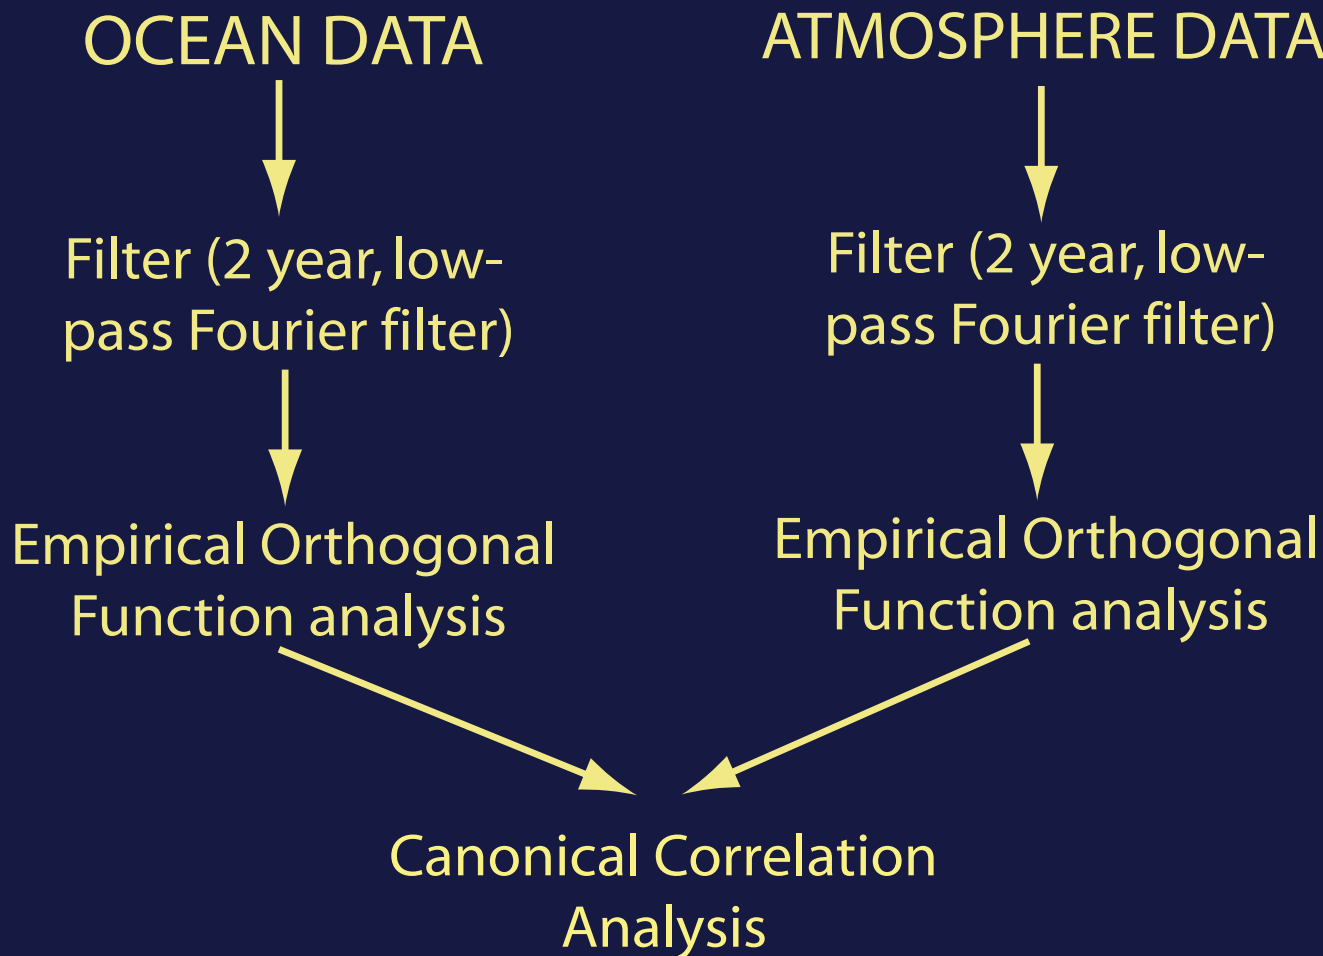 OCEAN DATA
ATMOSPHERE DATA
Filter (2 year, low-
pass Fourier filter)
Filter (2 year, low-
pass Fourier filter)
Empirical Orthogonal
Function analysis
Empirical Orthogonal
Function analysis
Canonical Correlation
Analysis